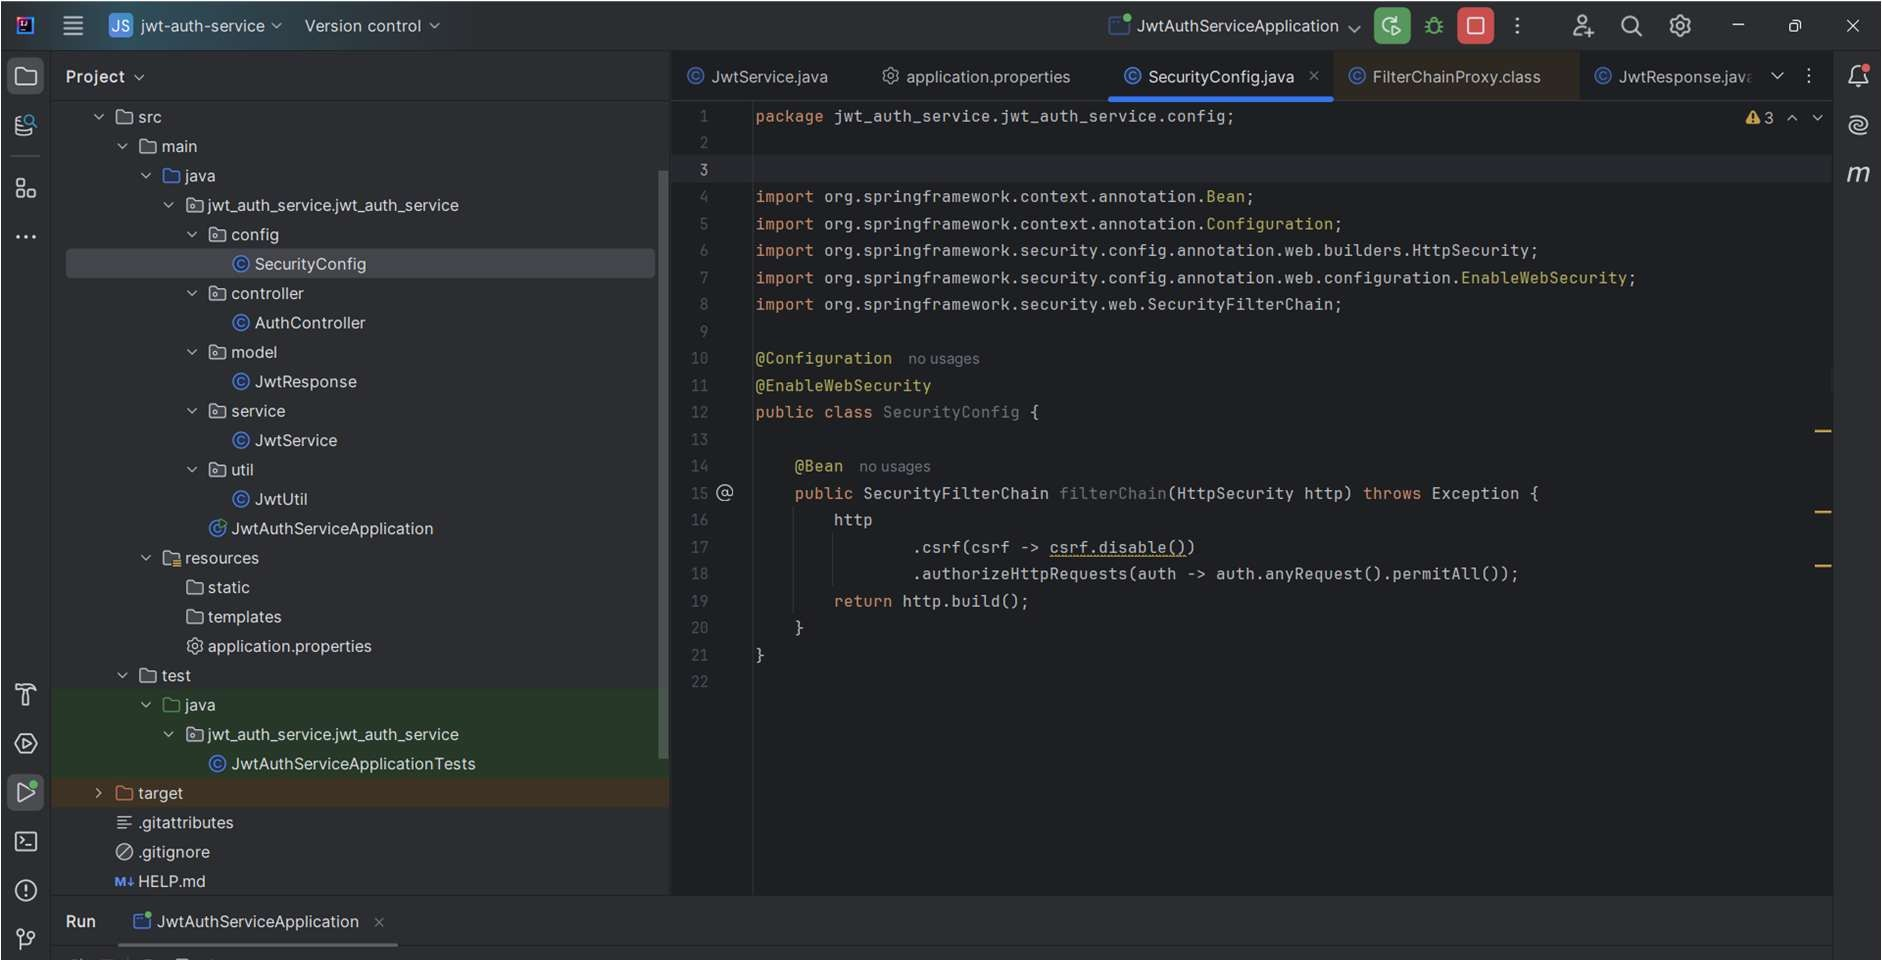 JS jwt-auth-service Version control JwtAuthServiceApplication
Project
JwtService.java application.properties SecurityConfig.java FilterChainProxy.class JwtResponse.java
src
main
java
jwt_auth_service.jwt_auth_service
config
SecurityConfig
controller
AuthController
model
JwtResponse
service
JwtService
util
JwtUtil
JwtAuthServiceApplication
resources
static
templates
application.properties
test
java
jwt_auth_service.jwt_auth_service
JwtAuthServiceApplicationTests
target
.gitattributes
.gitignore
M↓ HELP.md
1 package jwt_auth_service.jwt_auth_service.config;
3
2
3
4 import org.springframework.context.annotation.Bean;
5 import org.springframework.context.annotation.Configuration;
6 import org.springframework.security.config.annotation.web.builders.HttpSecurity;
7 import org.springframework.security.config.annotation.web.configuration.EnableWebSecurity;
8 import org.springframework.security.web.SecurityFilterChain;
9
10 @Configuration no usages
11 @EnableWebSecurity
12 public class SecurityConfig {
13
14 @Bean no usages
15 @ public SecurityFilterChain filterChain(HttpSecurity http) throws Exception {
16 http
17 .csrf(csrf -> csrf.disable())
18 .authorizeHttpRequests(auth -> auth.anyRequest().permitAll());
19 return http.build();
20 }
21 }
22
m
Run JwtAuthServiceApplication